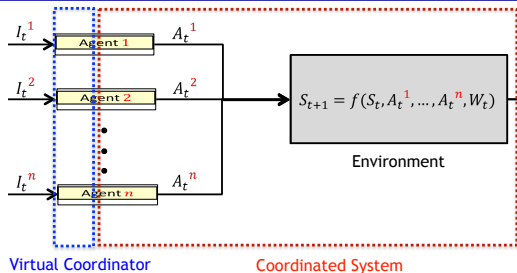 I_t^1 Agent 1 A_t^1
I_t^2 Agent 2 A_t^2
S_{t+1} = f(S_t, A_t^1, ..., A_t^n, W_t)
Environment
I_t^n Agent n A_t^n
Virtual Coordinator Coordinated System